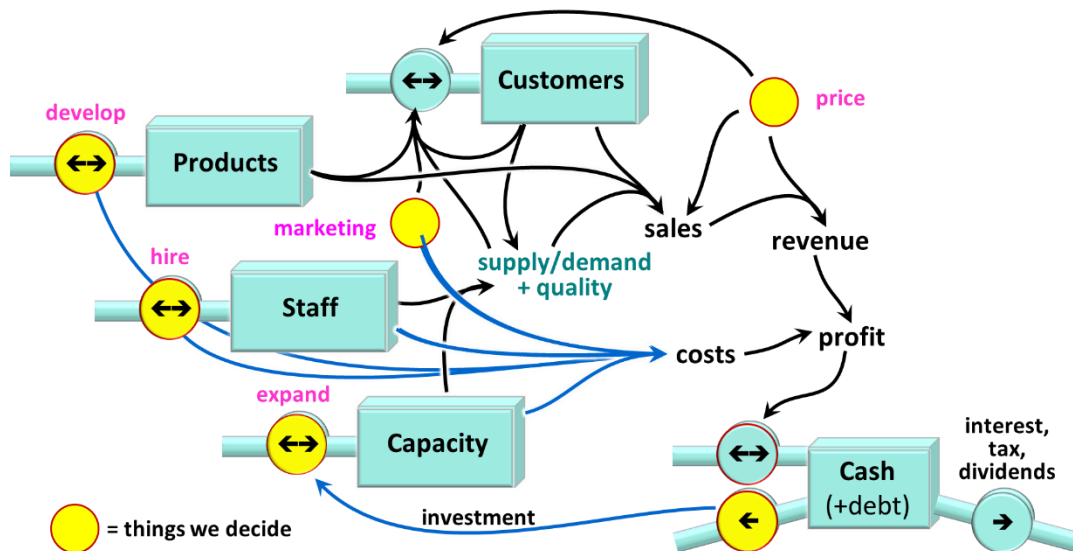 Customers
price
develop
Products
marketing
sales
revenue
hire
supply/demand
+ quality
Staff
costs
profit
expand
Capacity
interest,
tax,
dividends
Cash
(+debt)
investment
= things we decide